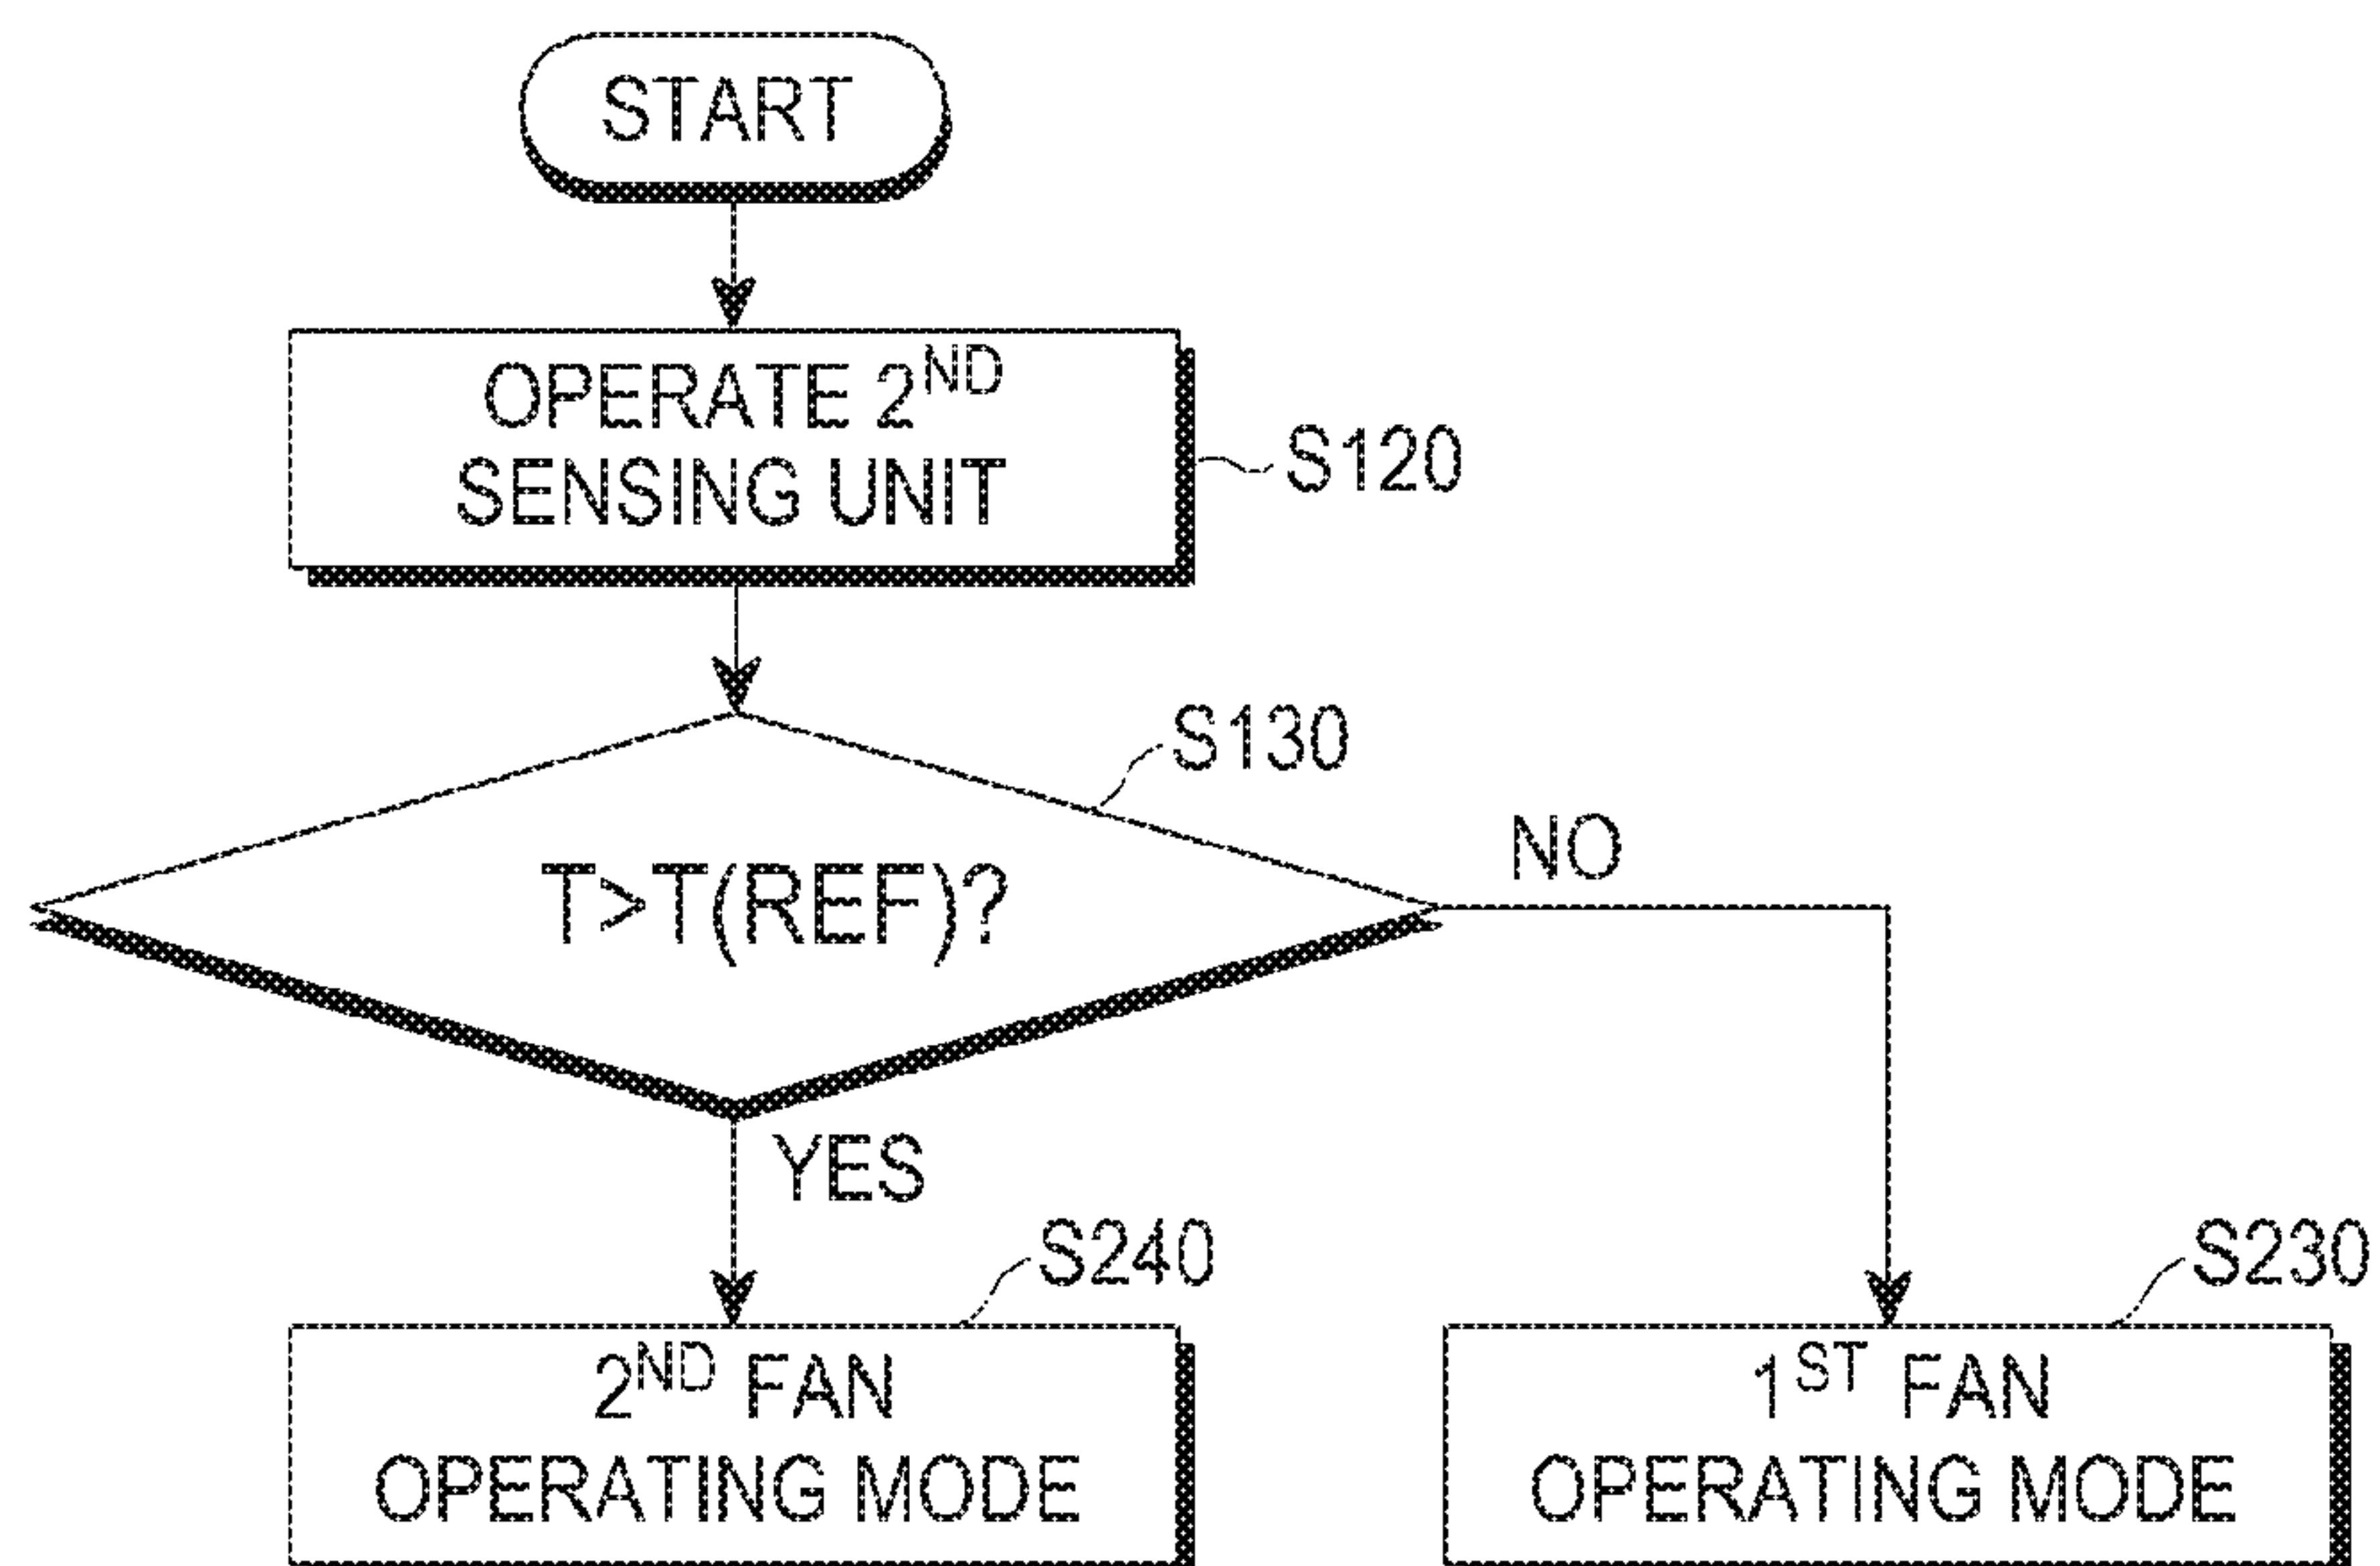 START
OPERATE 2ND
SENSING UNIT
S120
S130
T>T(REF)?
NO
YES
S240
S230
2ND FAN
OPERATING MODE
1ST FAN
OPERATING MODE